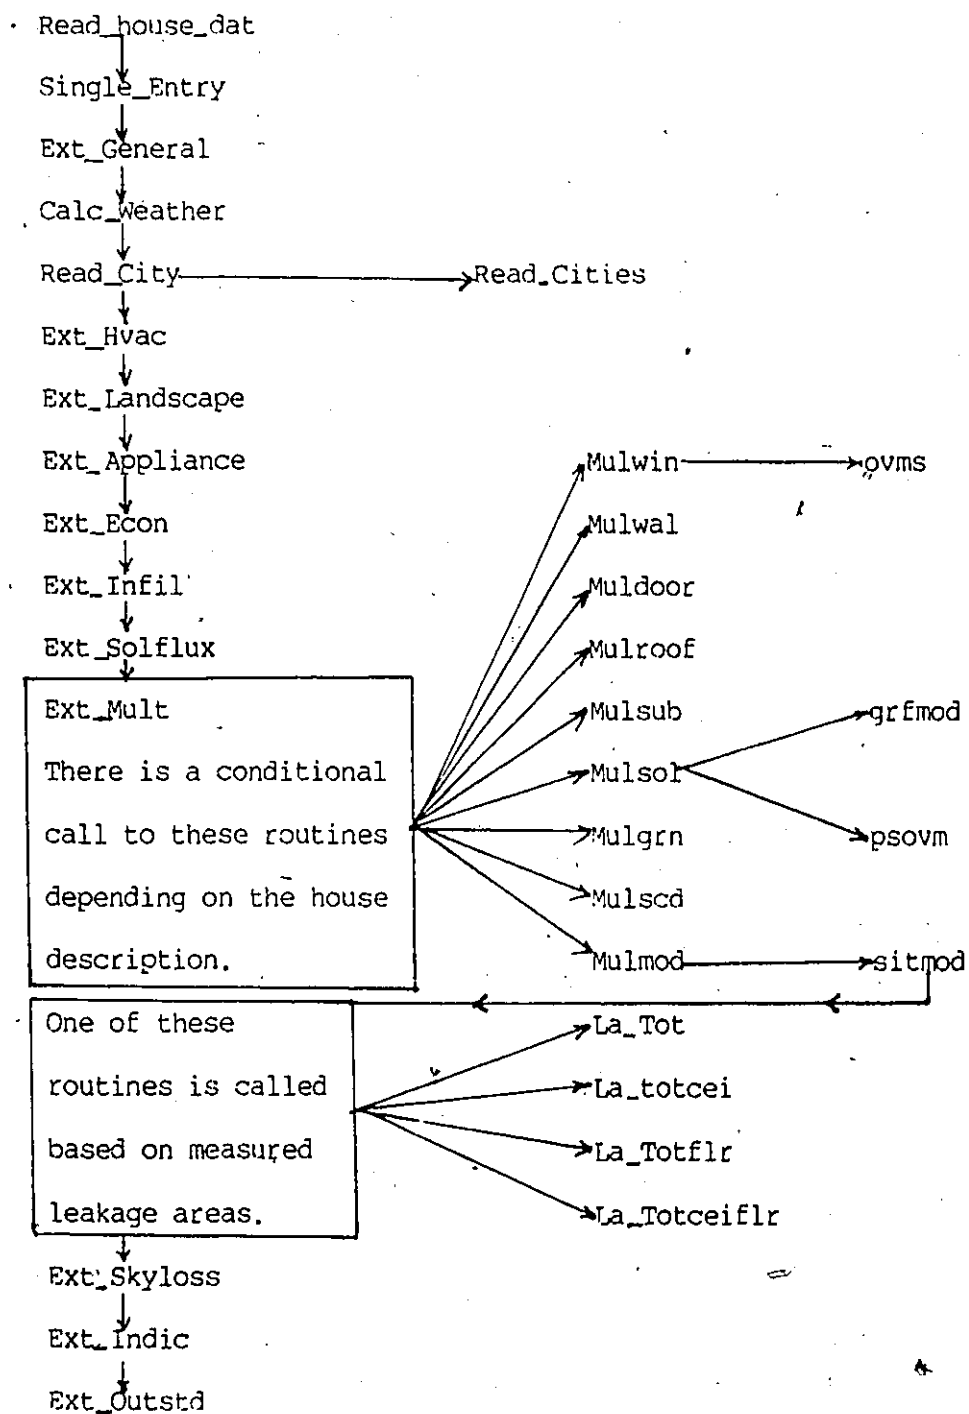 Read_house_dat
Single_Entry
Ext_General
Calc_Weather
Read_City
Read_Cities
Ext_Hvac
Ext_Landscape
Ext_Appliance
Ext_Econ
Ext_Infil
Ext_Solflux
Ext_Mult
There is a conditional
call to these routines
depending on the house
description.
Mulwin
ovms
Mulwal
Muldoor
Mulroof
Mulsub
Mulsol
grfmod
psovm
Mulgrn
Mulscd
Mulmod
sitmod
One of these
routines is called
based on measured
leakage areas.
La_Tot
La_totcei
La_Totflr
La_Totceiflr
Ext_Skyloss
Ext_Indic
Ext_Outstd